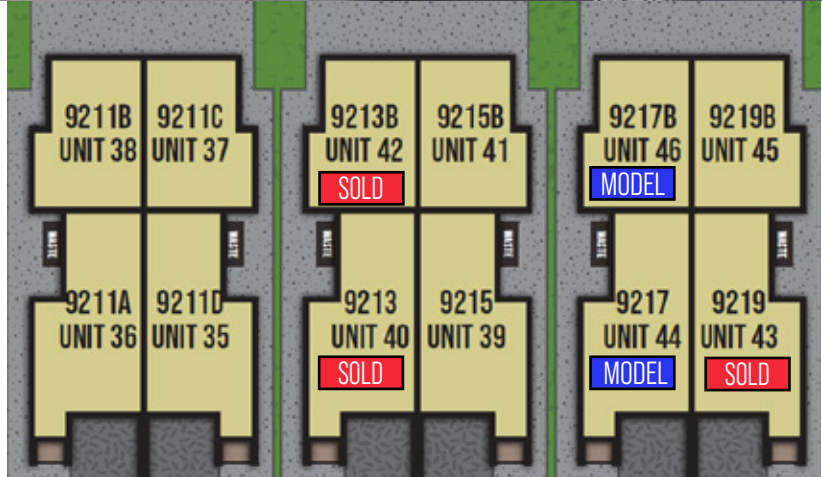 9211B
UNIT 38
9211C
UNIT 37
9213B
UNIT 42
SOLD
9215B
UNIT 41
9217B
UNIT 46
MODEL
9219B
UNIT 45
WASTE
WASTE
WASTE
WASTE
WASTE
WASTE
9211A
UNIT 36
9211D
UNIT 35
9213
UNIT 40
SOLD
9215
UNIT 39
9217
UNIT 44
MODEL
9219
UNIT 43
SOLD